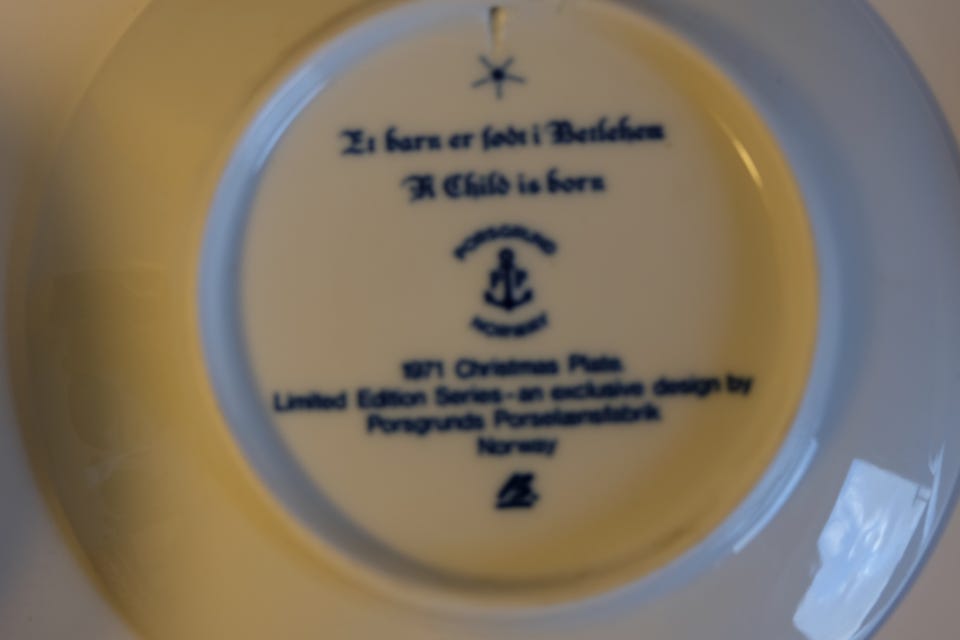 Et barn er født i Betlehem
A Child is born
PORSGRUND
NORWAY
1971 Christmas Plate
Limited Edition Series - an exclusive design by
Porsgrunds Porselænsfabrik
Norway